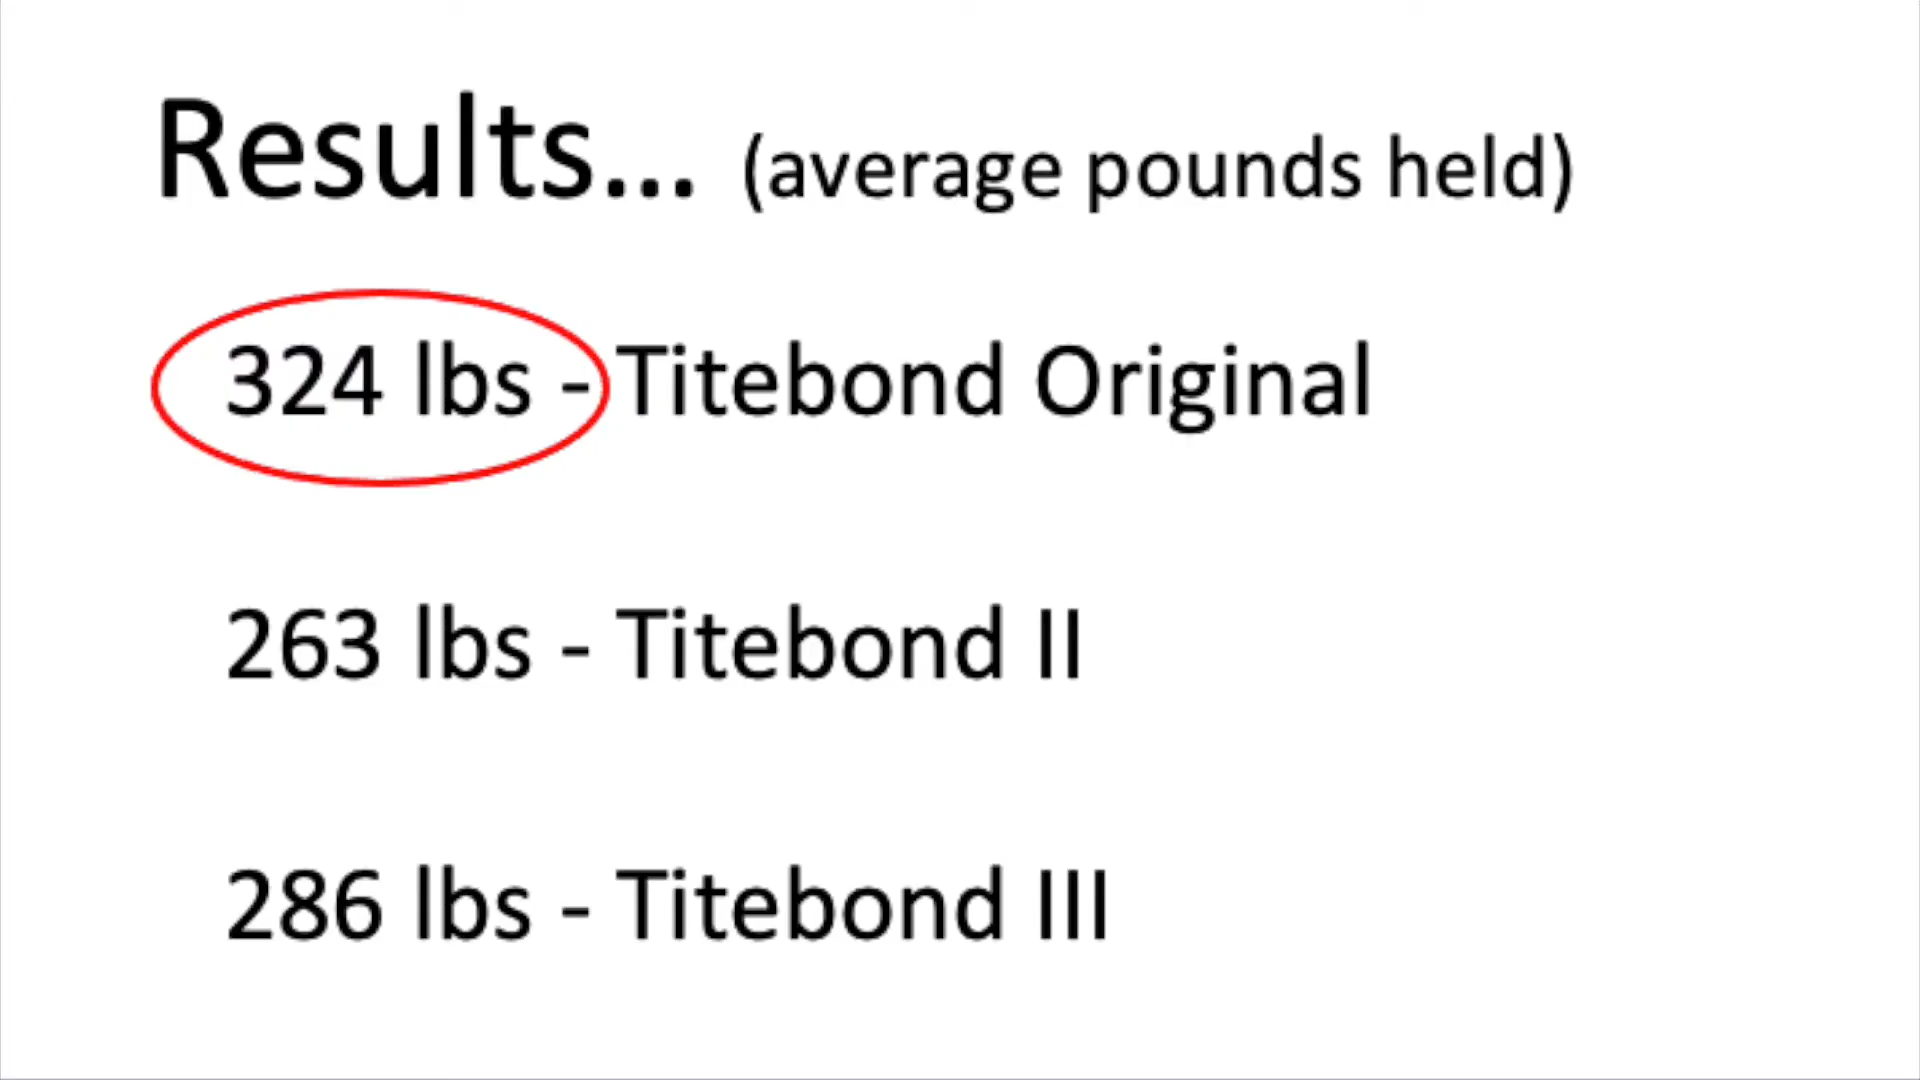 Results... (average pounds held)
324 lbs - Titebond Original
263 lbs - Titebond II
286 lbs - Titebond III